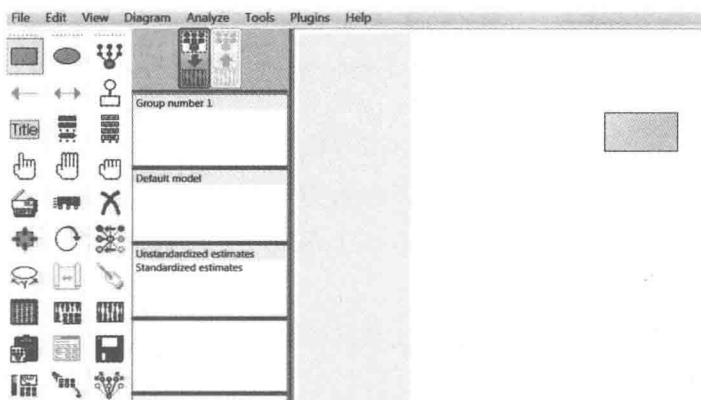 File Edit View Diagram Analyze Tools Plugins Help
Title
Group number 1
Default model
Unstandardized estimates
Standardized estimates